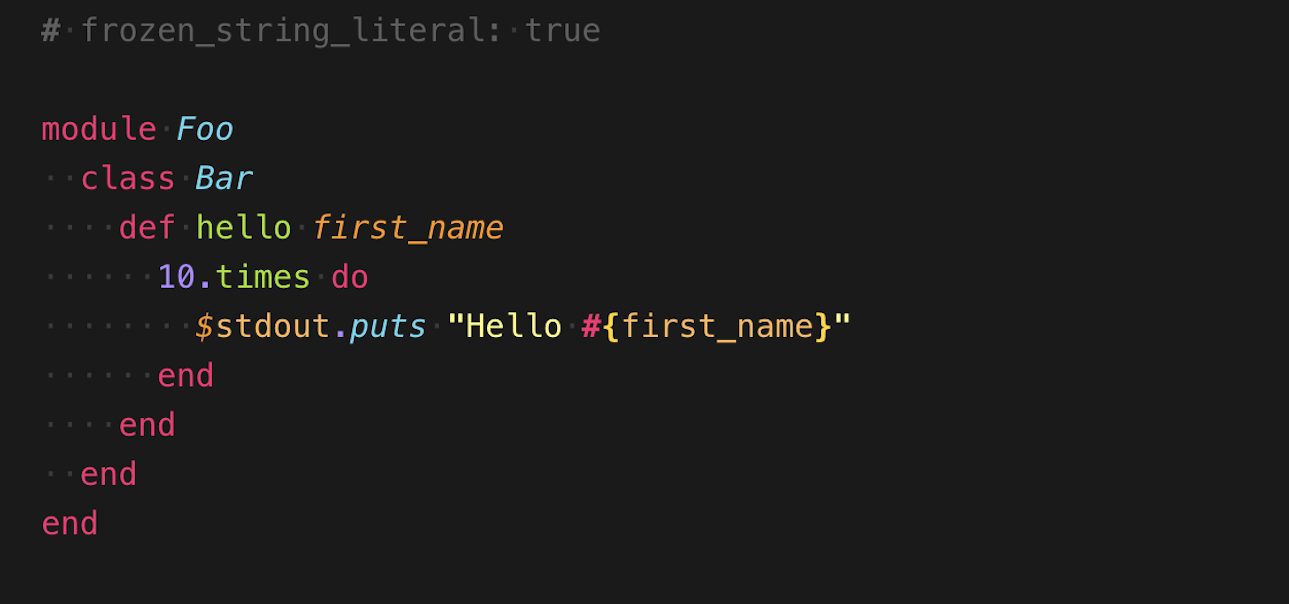 # frozen_string_literal: true

module Foo
  class Bar
    def hello first_name
      10.times do
        $stdout.puts "Hello #{first_name}"
      end
    end
  end
end